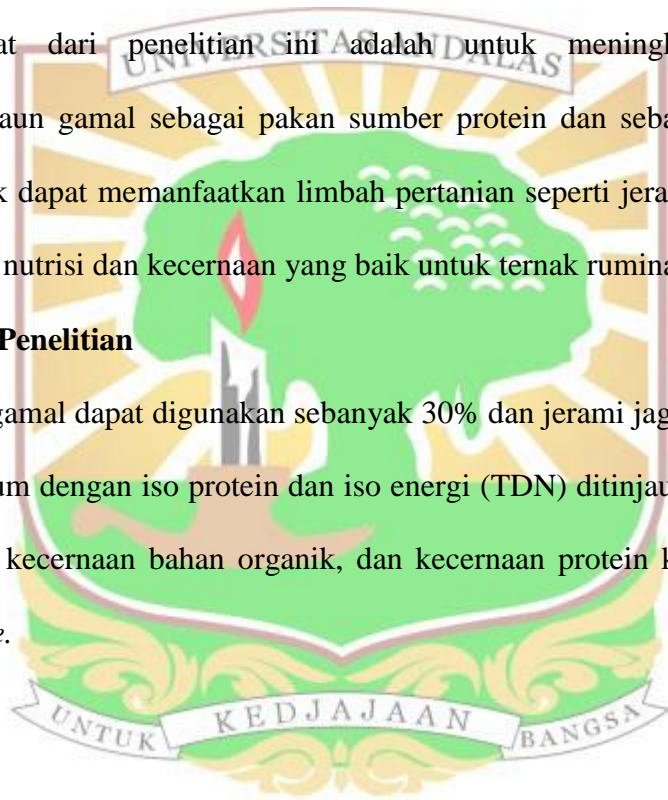 at dari penelitian ini adalah untuk mening
UNIVERSITAS ANDALAS
aun gamal sebagai pakan sumber protein dan seba
k dapat memanfaatkan limbah pertanian seperti jera
nutrisi dan kecernaan yang baik untuk ternak rumina
Penelitian
gamal dapat digunakan sebanyak 30% dan jerami jag
um dengan iso protein dan iso energi (TDN) ditinjau
kecernaan bahan organik, dan kecernaan protein k
e.
UNTUK KEDJAJAAN BANGSA